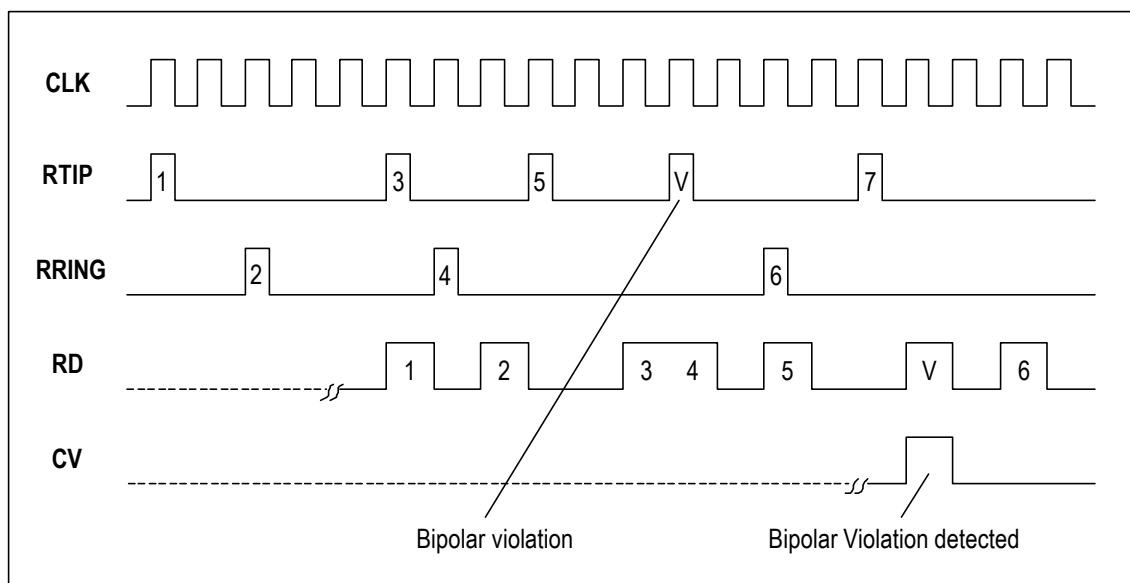 CLK
RTIP
1 3 5 V 7
RRING
2 4 6
RD
1 2 3 4 5 V 6
CV
Bipolar violation
Bipolar Violation detected